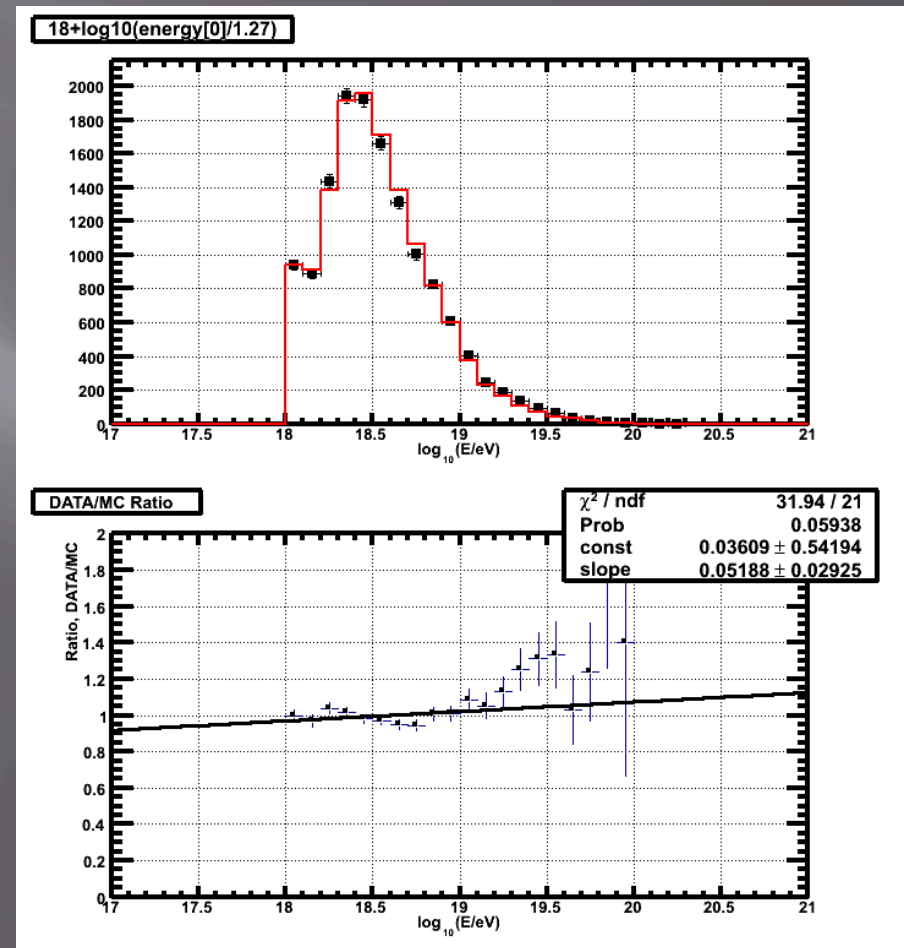 18+log10(energy[0]/1.27)
2000
1800
1600
1400
1200
1000
800
600
400
200
0
17 17.5 18 18.5 19 19.5 20 20.5 21
log10(E/eV)
DATA/MC Ratio
χ² / ndf 31.94 / 21
Prob 0.05938
const 0.03609 ± 0.54194
slope 0.05188 ± 0.02925
Ratio, DATA/MC
2
1.8
1.6
1.4
1.2
1
0.8
0.6
0.4
0.2
0
17 17.5 18 18.5 19 19.5 20 20.5 21
log10(E/eV)